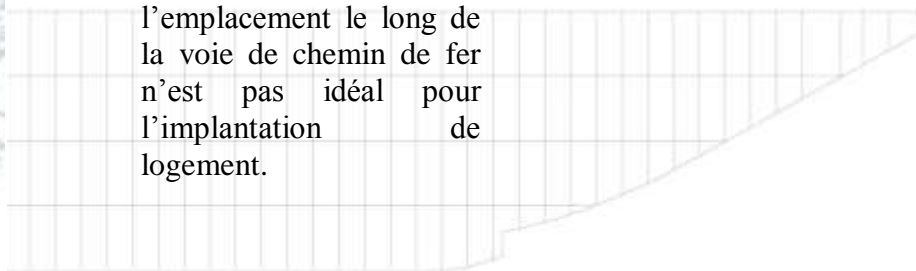 l’emplacement le long de
la voie de chemin de fer
n’est pas idéal pour
l’implantation de
logement.